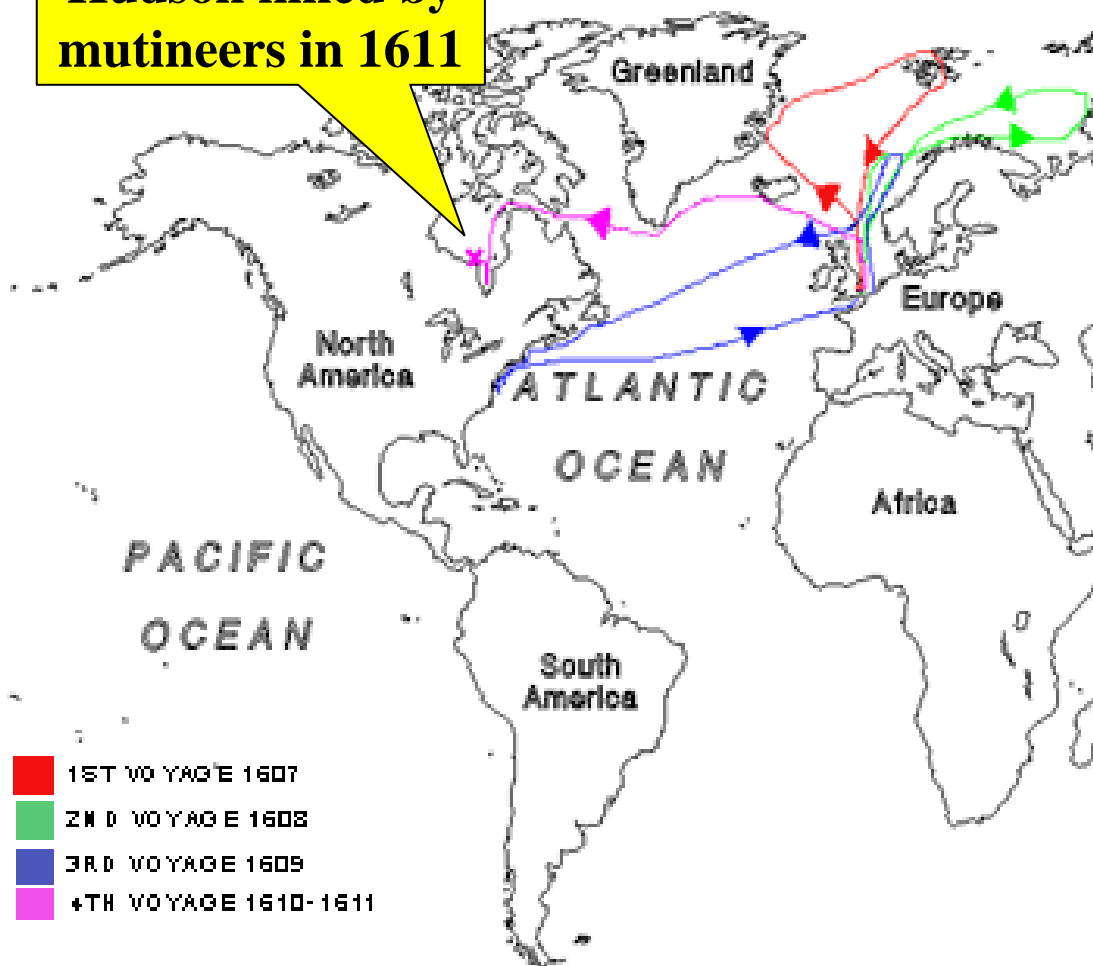 mutineers in 1611
Greenland
Europe
North
America
ATLANTIC
OCEAN
Africa
PACIFIC
OCEAN
South
America
1ST VOYAGE 1607
2ND VOYAGE 1608
3RD VOYAGE 1609
4TH VOYAGE 1610-1611